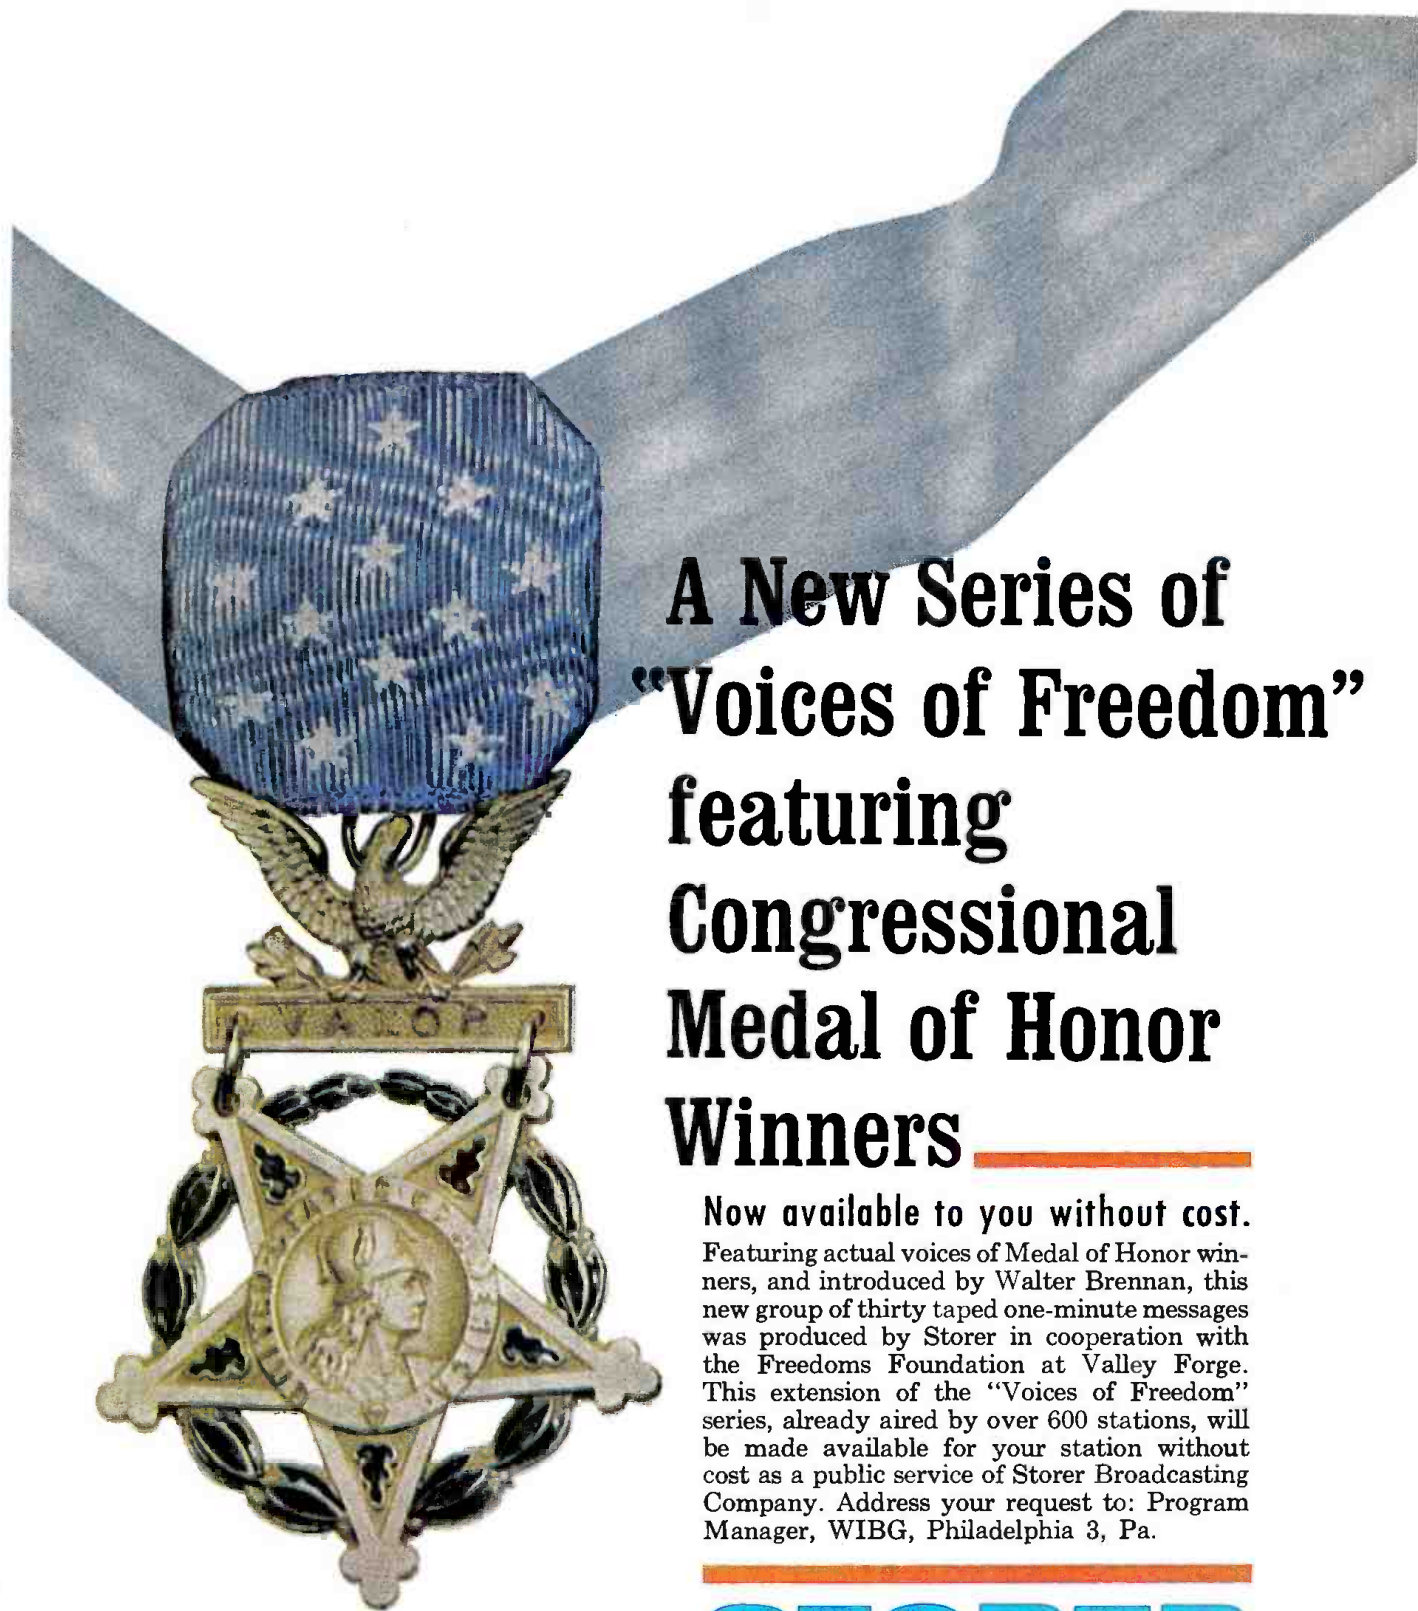 A New Series of
“Voices of Freedom”
featuring
Congressional
Medal of Honor
Winners
Now available to you without cost.
Featuring actual voices of Medal of Honor win-
ners, and introduced by Walter Brennan, this
new group of thirty taped one-minute messages
was produced by Storer in cooperation with
the Freedoms Foundation at Valley Forge.
This extension of the “Voices of Freedom”
series, already aired by over 600 stations, will
be made available for your station without
cost as a public service of Storer Broadcasting
Company. Address your request to: Program
Manager, WIBG, Philadelphia 3, Pa.
VALOR
STORER